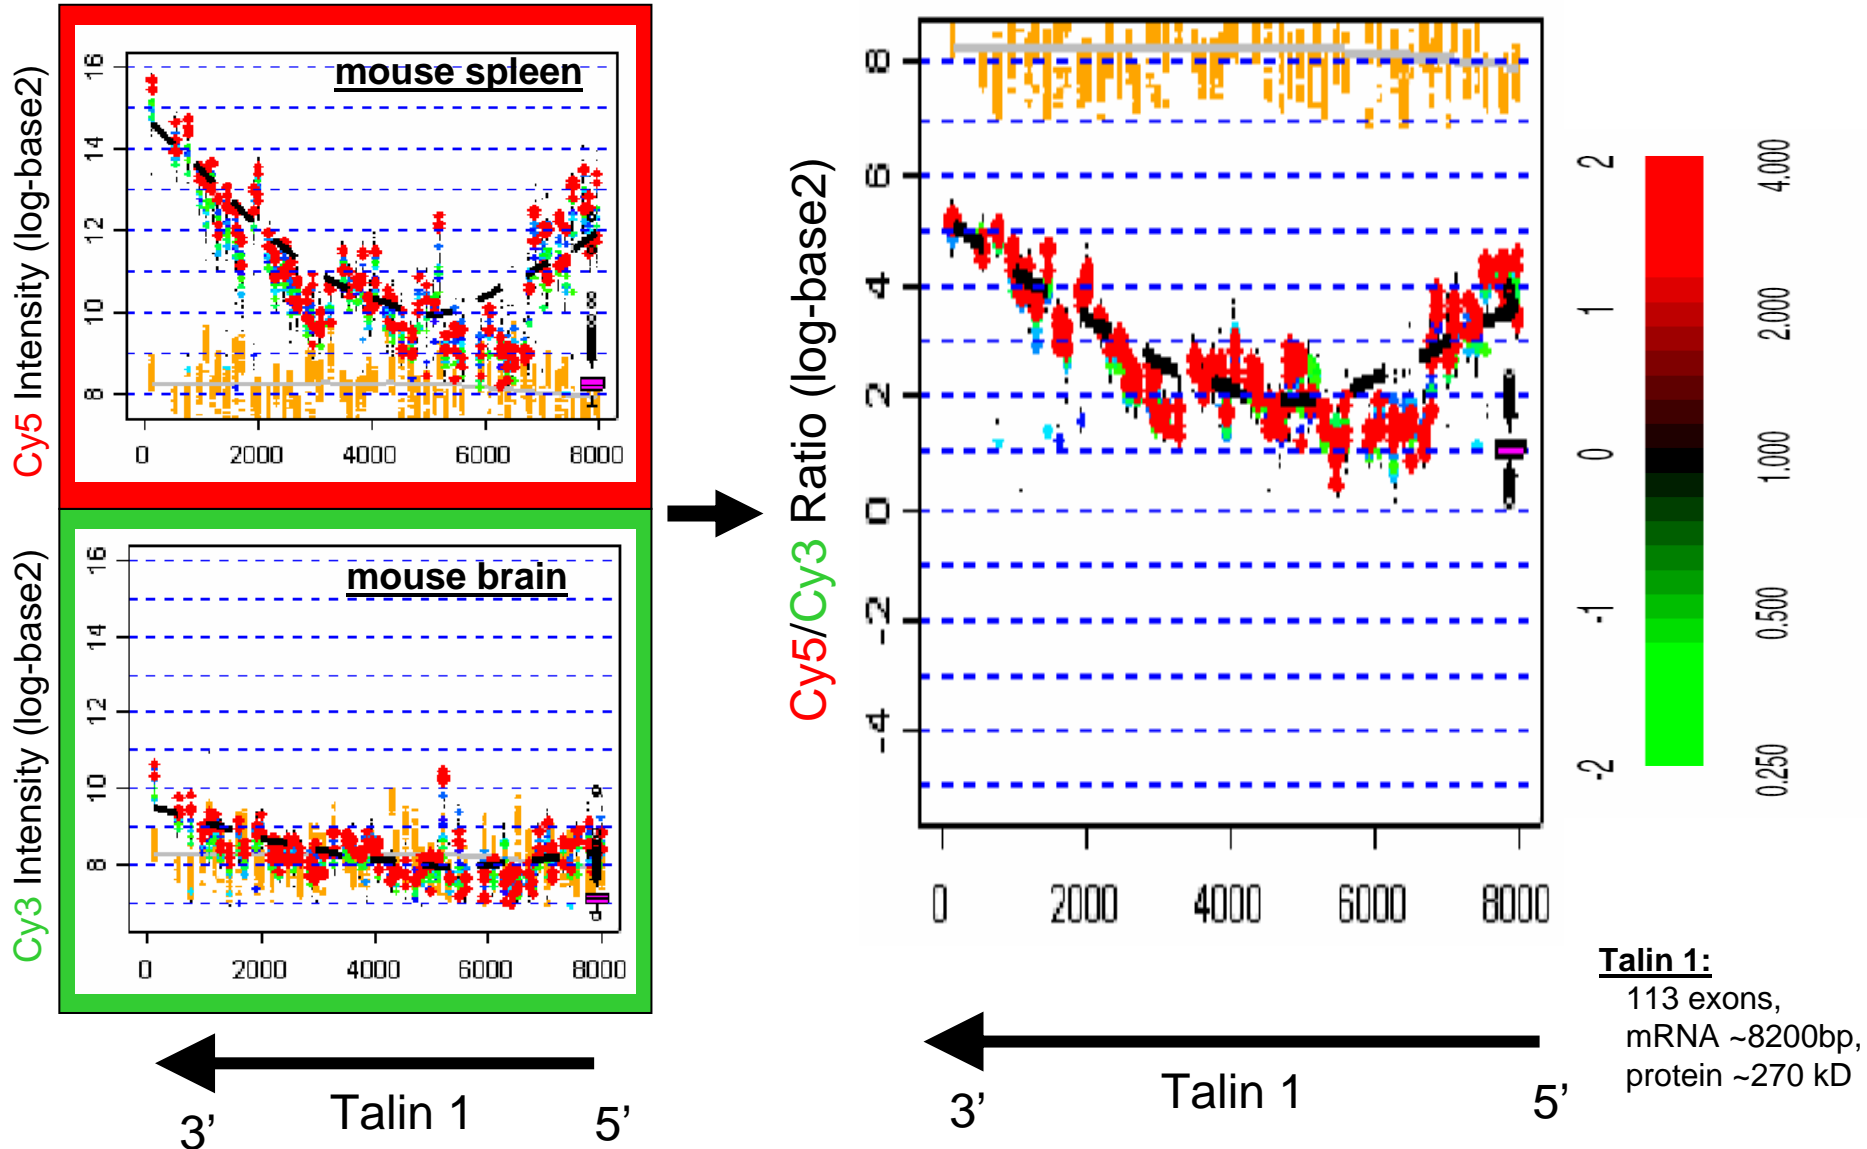 Cy5 Intensity (log-base2)
mouse spleen
16
14
12
10
8
0 2000 4000 6000 8000
Cy3 Intensity (log-base2)
mouse brain
16
14
12
10
8
0 2000 4000 6000 8000
3’ Talin 1 5’
Cy5/Cy3 Ratio (log-base2)
8
6
4
2
0
-2
-4
0 2000 4000 6000 8000
3’ Talin 1 5’
2 4.000
1 2.000
0 1.000
-1 0.500
-2 0.250
Talin 1:
113 exons,
mRNA ~8200bp,
protein ~270 kD